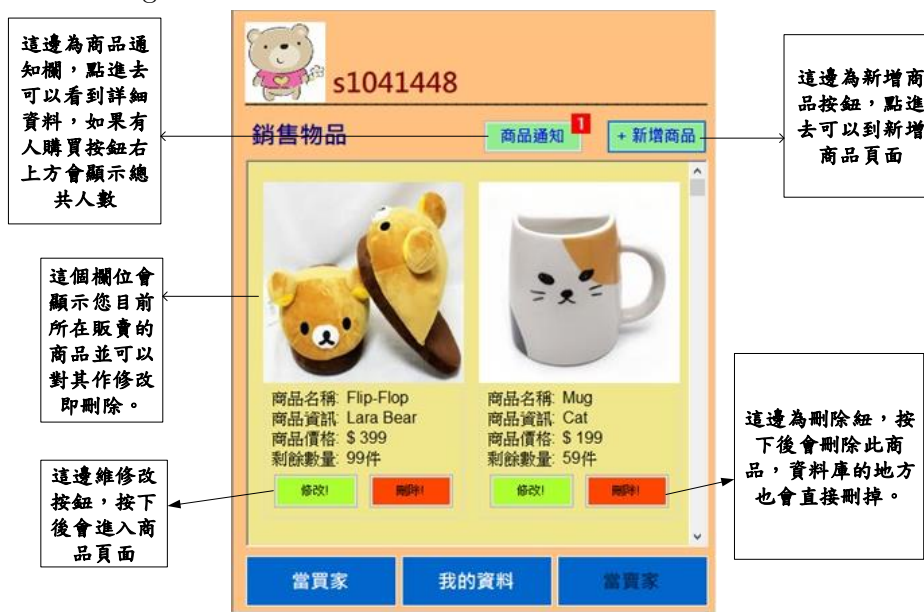 這邊為商品通
知欄，點進去
可以看到詳細
資料，如果有
人購買按鈕右
上方會顯示總
共人數
這個欄位會
顯示您目前
所在販賣的
商品並可以
對其作修改
即刪除。
這邊維修改
按鈕，按下
後會進入商
品頁面
s1041448
銷售物品
商品通知 1
+ 新增商品
商品名稱: Flip-Flop
商品資訊: Lara Bear
商品價格: $ 399
剩餘數量: 99件
修改! 刪除!
商品名稱: Mug
商品資訊: Cat
商品價格: $ 199
剩餘數量: 59件
修改! 刪除!
當買家 我的資料 當賣家
這邊為新增商
品按鈕，點進
去可以到新增
商品頁面
這邊為刪除紐，按
下後會刪除此商
品，資料庫的地方
也會直接刪掉。